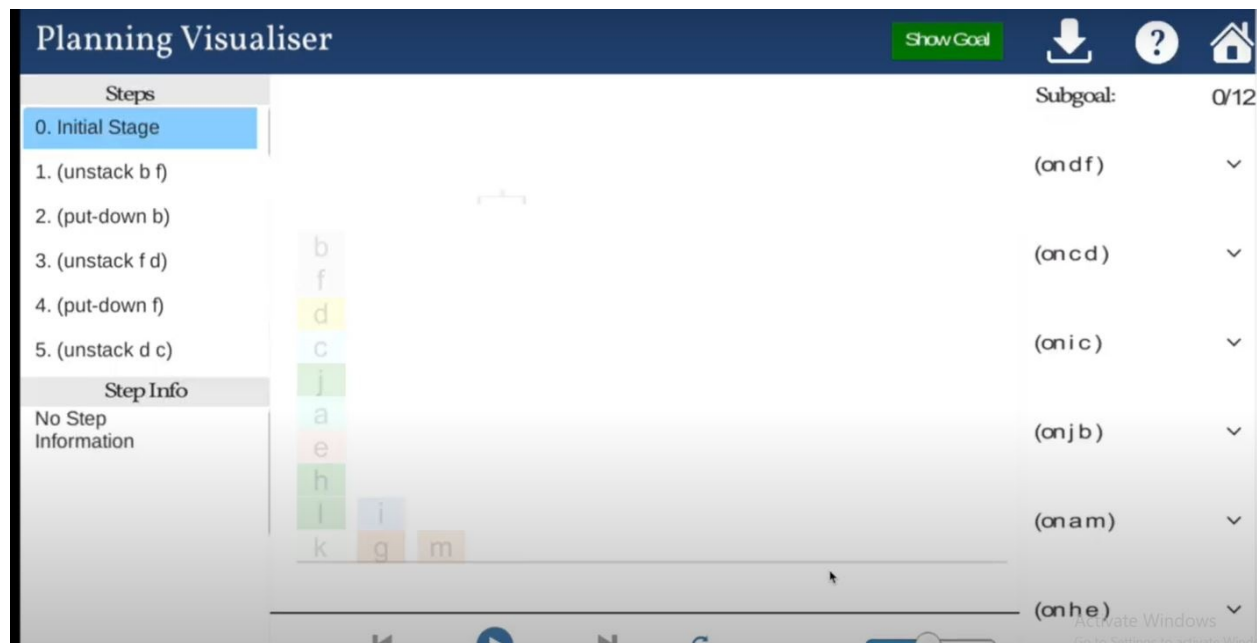 Planning Visualiser
Show Goal
?
Steps
0. Initial Stage
1. (unstack b f)
2. (put-down b)
3. (unstack f d)
4. (put-down f)
5. (unstack d c)
Step Info
No Step
Information
b
f
d
c
j
a
e
h
l i
k g m
Subgoal: 0/12
(on d f)
(on c d)
(on i c)
(on j b)
(on a m)
(on h e)
Activate Windows